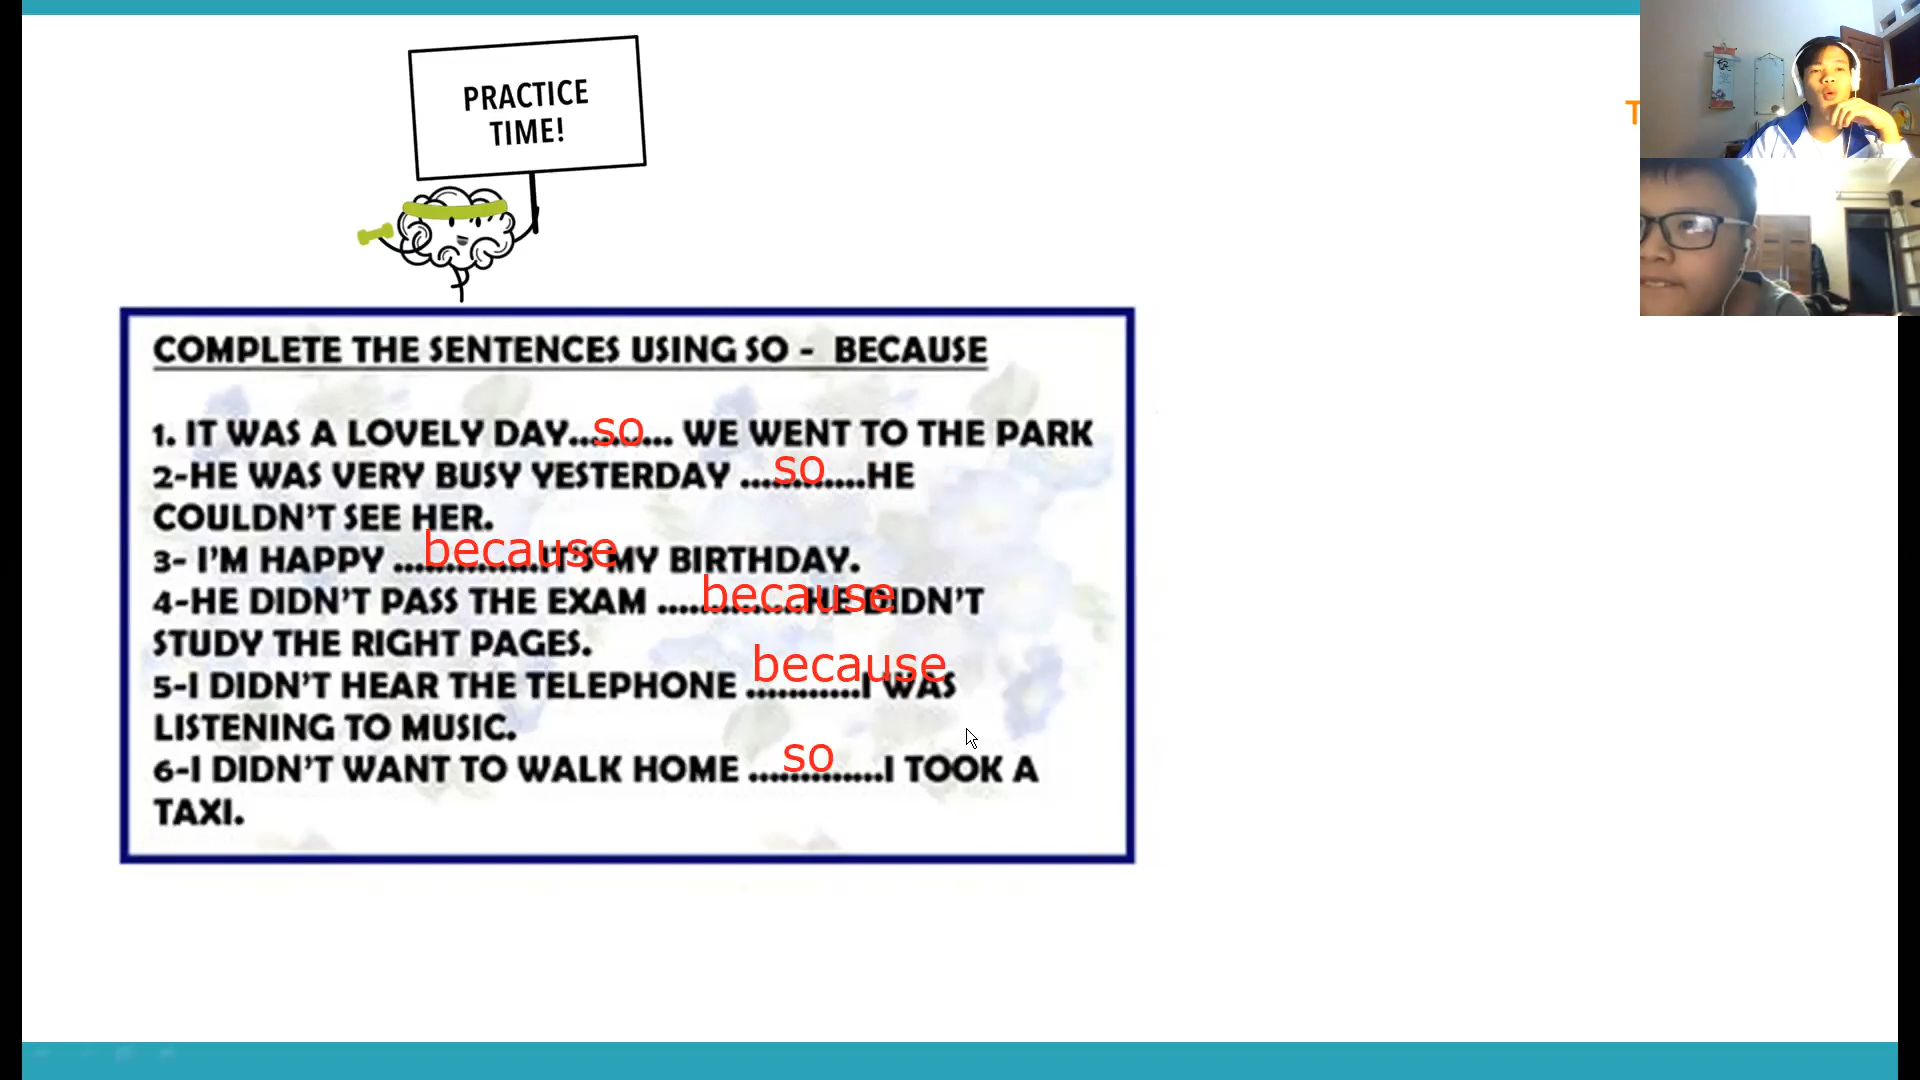 PRACTICE
TIME!
T
COMPLETE THE SENTENCES USING SO - BECAUSE
1. IT WAS A LOVELY DAY....so.... WE WENT TO THE PARK
2-HE WAS VERY BUSY YESTERDAY ....so....HE
COULDN'T SEE HER.
3- I'M HAPPY ....because....IT'S MY BIRTHDAY.
4-HE DIDN'T PASS THE EXAM ....because....HE DIDN'T
STUDY THE RIGHT PAGES.
5-I DIDN'T HEAR THE TELEPHONE ....because....I WAS
LISTENING TO MUSIC.
6-I DIDN'T WANT TO WALK HOME ....so....I TOOK A
TAXI.